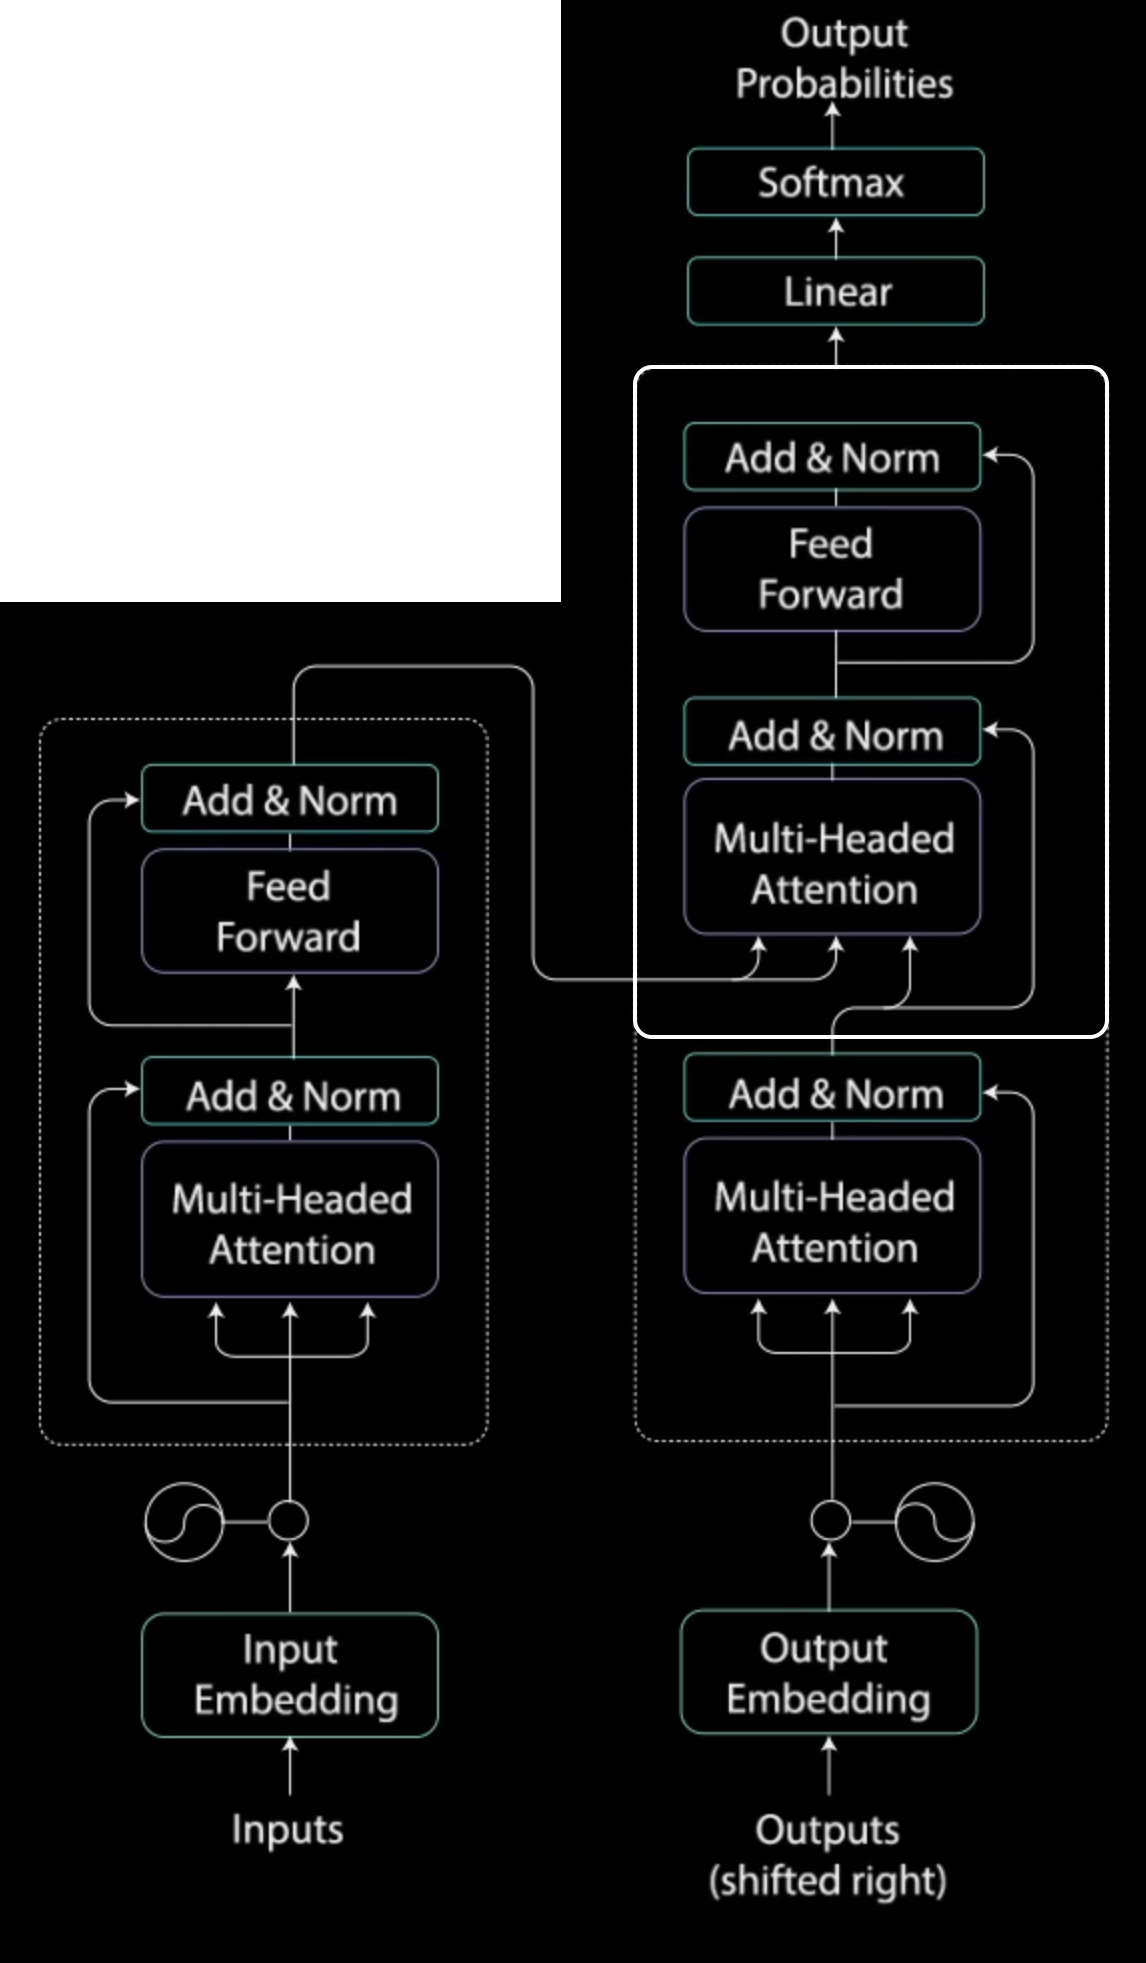 Output
Probabilities
Softmax
Linear
Add & Norm
Feed
Forward
Add & Norm
Multi-Headed
Attention
Add & Norm
Multi-Headed
Attention
Output
Embedding
Outputs
(shifted right)
Add & Norm
Feed
Forward
Add & Norm
Multi-Headed
Attention
Input
Embedding
Inputs